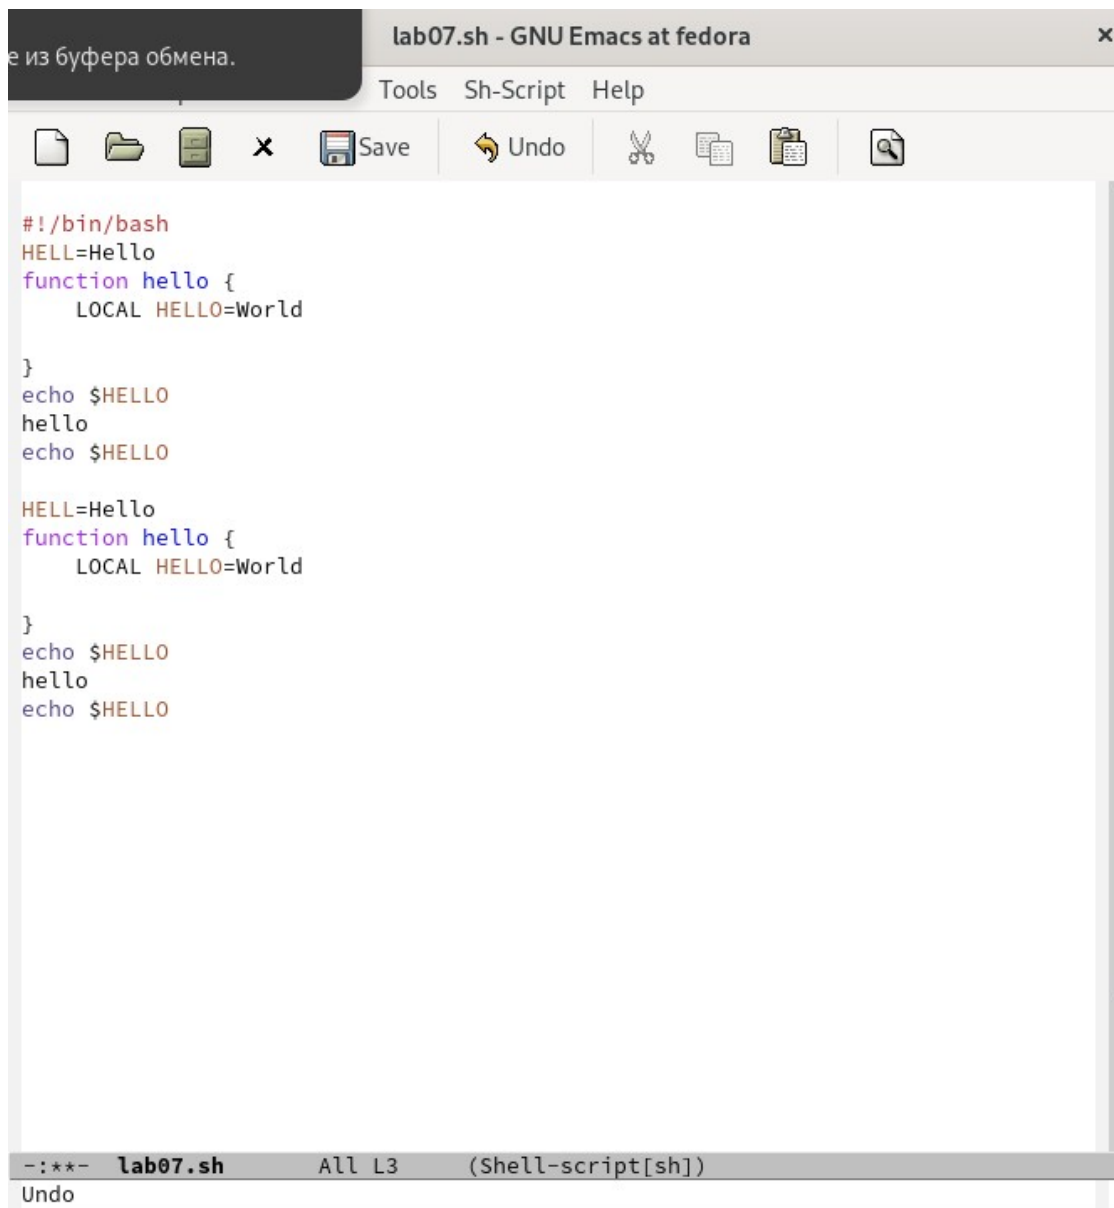 lab07.sh - GNU Emacs at fedora
из буфера обмена.
Tools Sh-Script Help
Save Undo
#!/bin/bash
HELL=Hello
function hello {
    LOCAL HELLO=World
}
echo $HELLO
hello
echo $HELLO
HELL=Hello
function hello {
    LOCAL HELLO=World
}
echo $HELLO
hello
echo $HELLO
-:**- lab07.sh All L3 (Shell-script[sh])
Undo